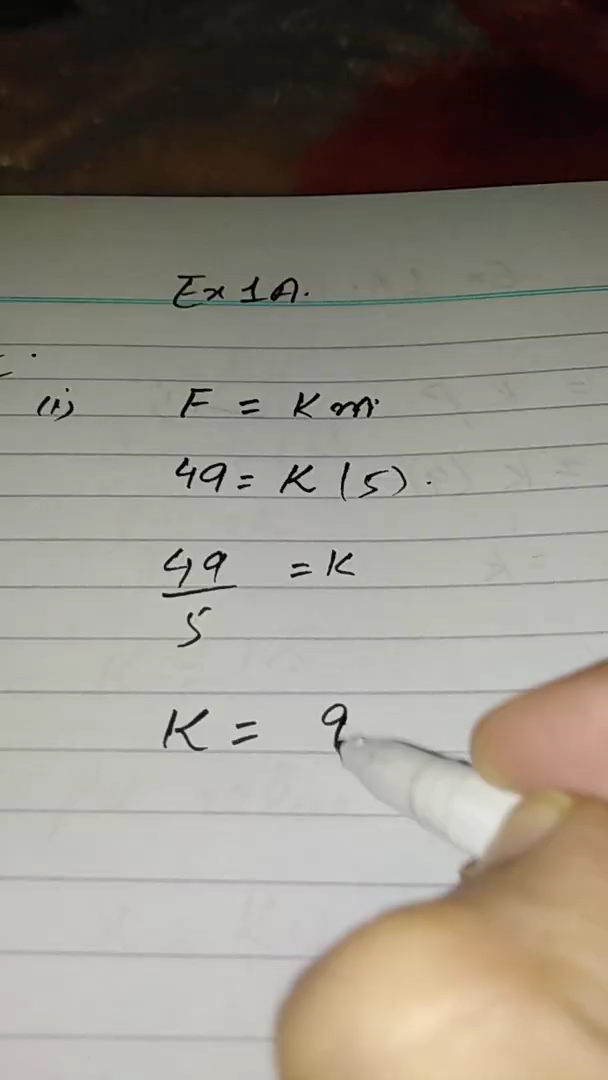 Ex 1A.
(i) F = Km
49 = K(5).
49/5 = K
K = 9